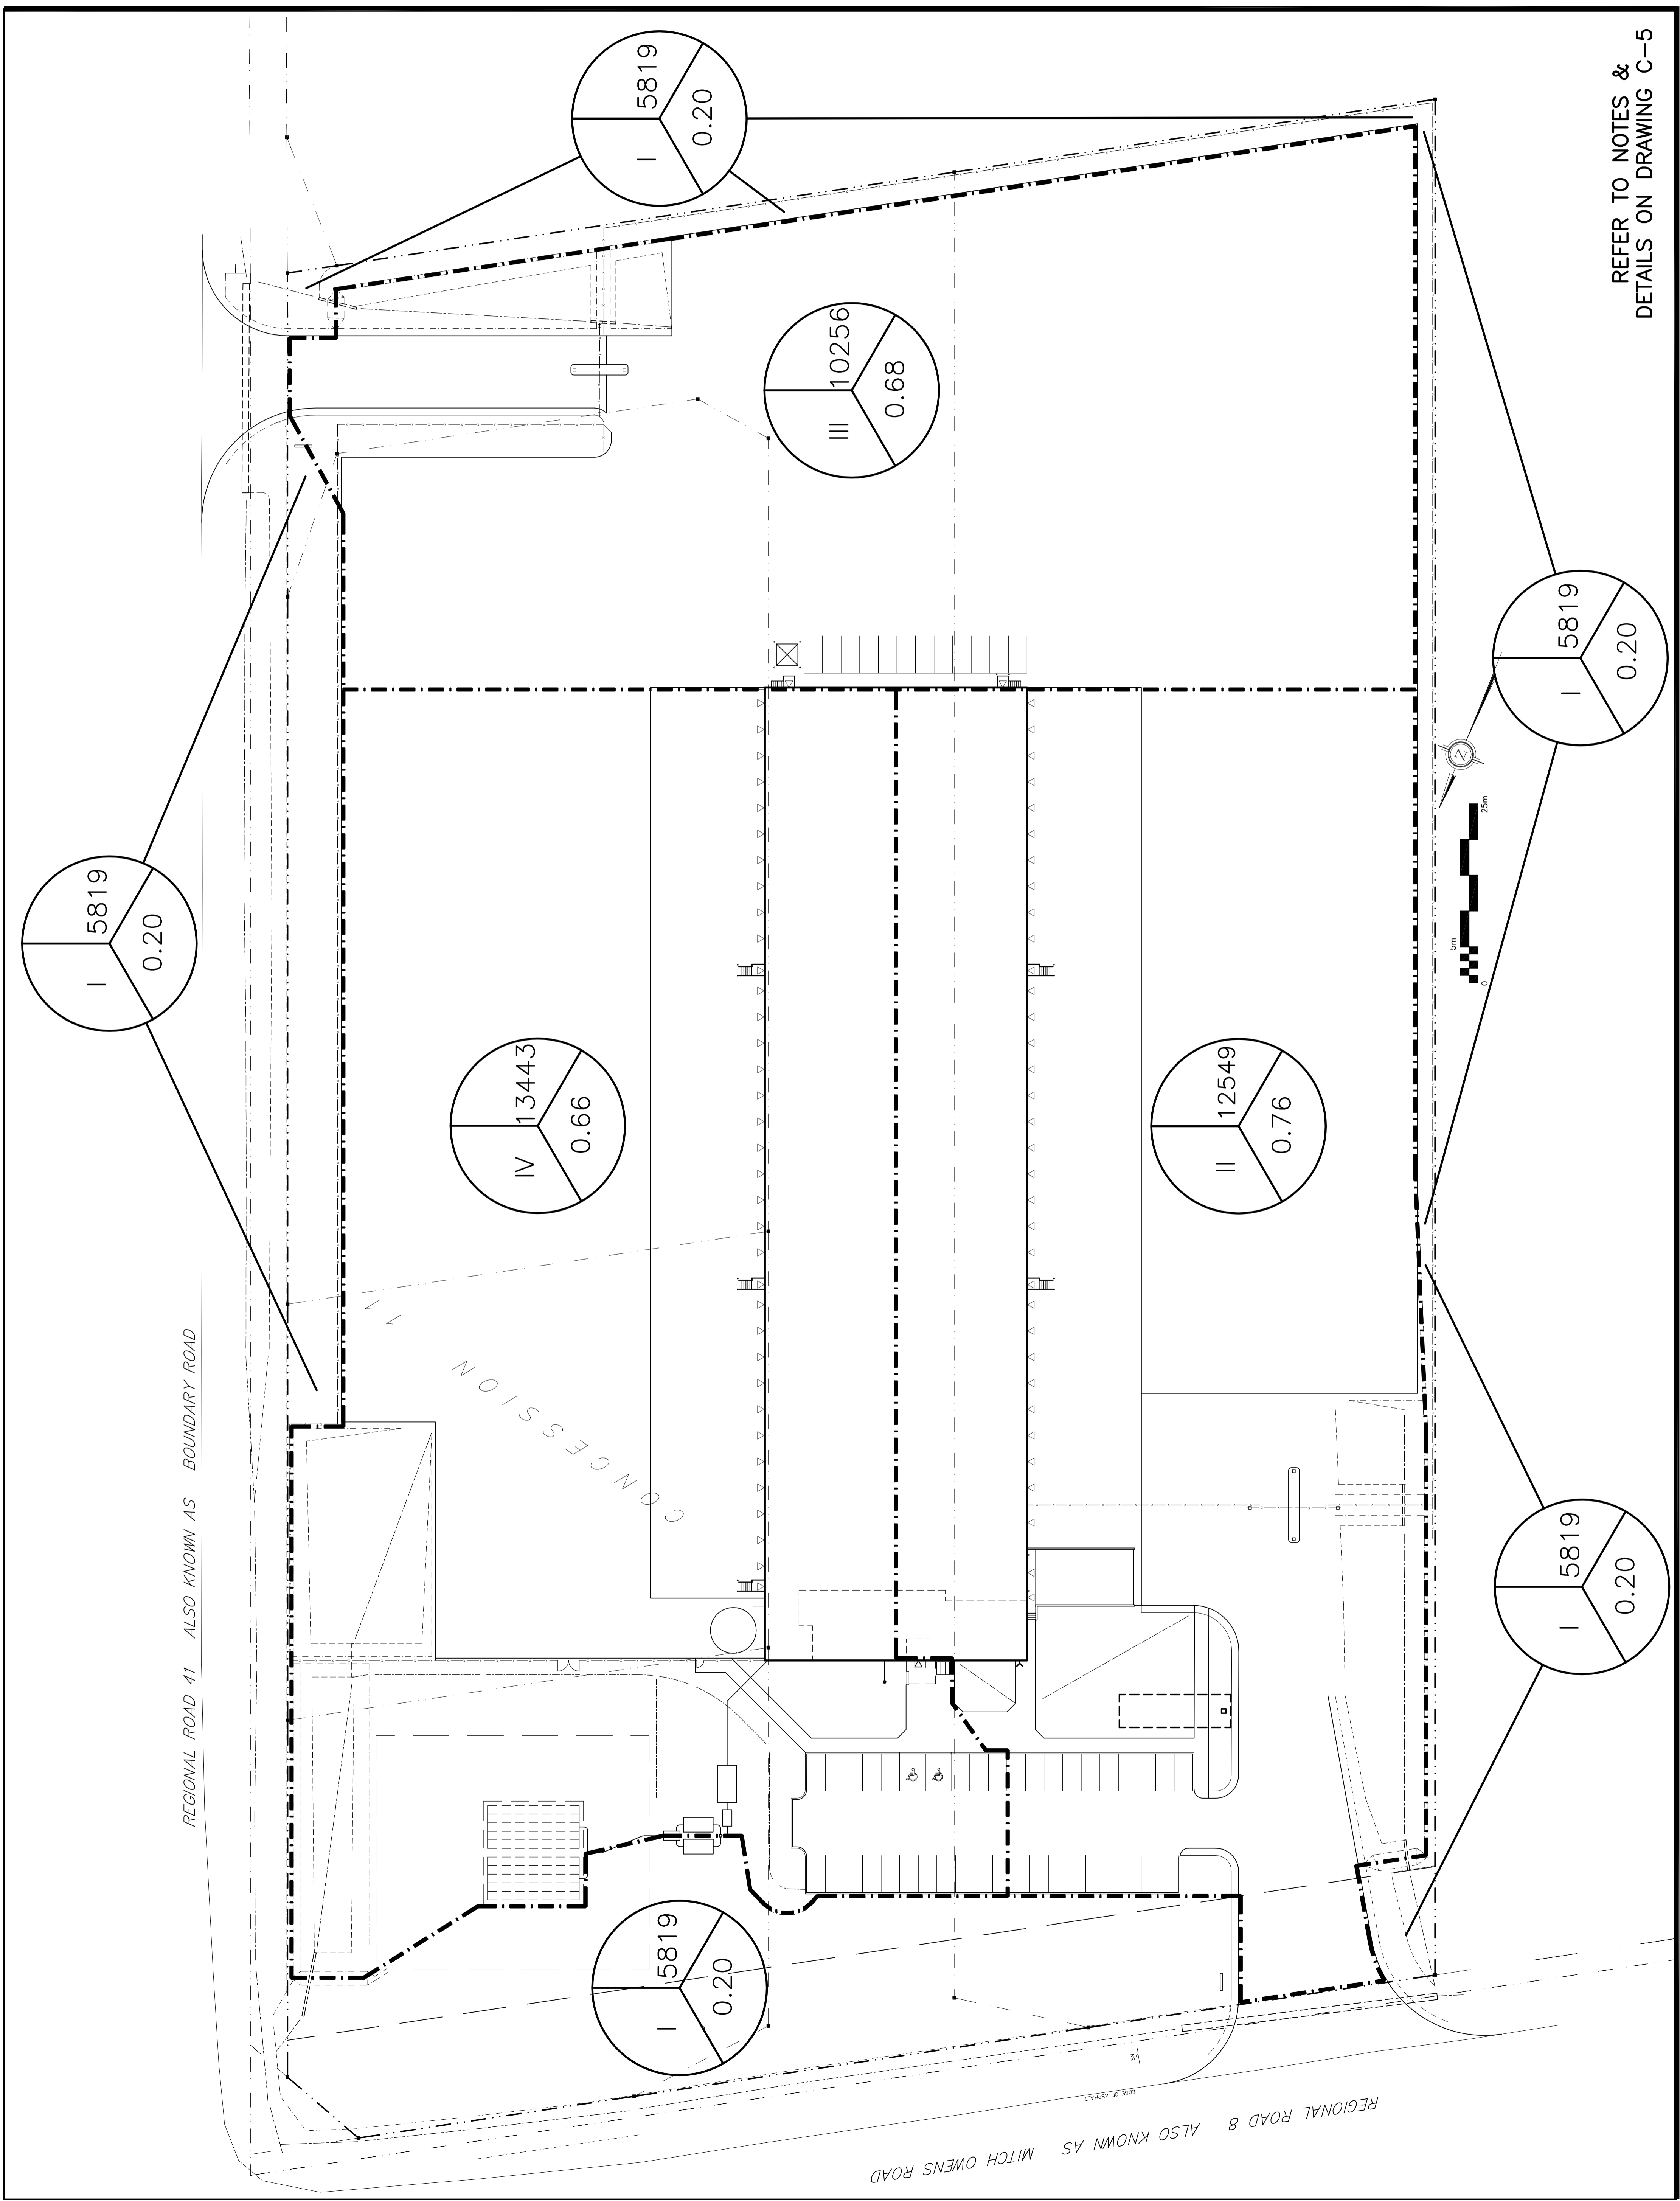 REFER TO NOTES &
DETAILS ON DRAWING C-5
I
5819
0.20
I
5819
0.20
III
10256
0.68
I
5819
0.20
IV
13443
0.66
II
12549
0.76
I
5819
0.20
I
5819
0.20
REGIONAL ROAD 41 ALSO KNOWN AS BOUNDARY ROAD
CONCESSION
N
0
5m
25m
EDGE OF ASPHALT
REGIONAL ROAD 8 ALSO KNOWN AS MITCH OWENS ROAD